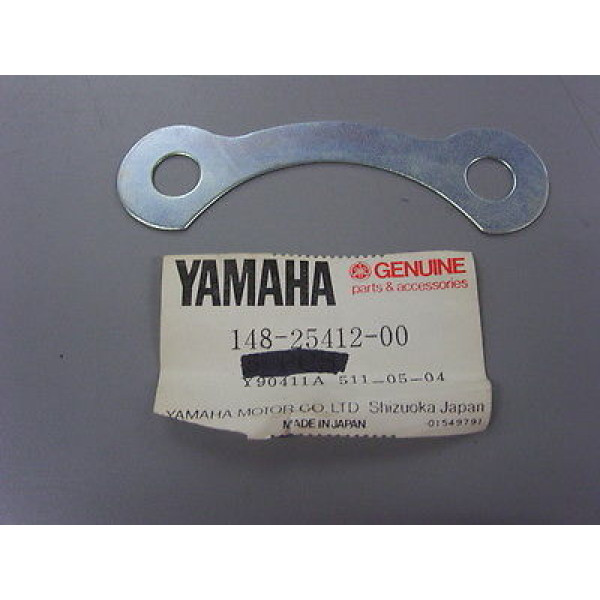 YAMAHA
GENUINE
parts & accessories
148-25412-00
Y90411A 511-05-04
YAMAHA MOTOR CO. LTD Shizuoka Japan
MADE IN JAPAN